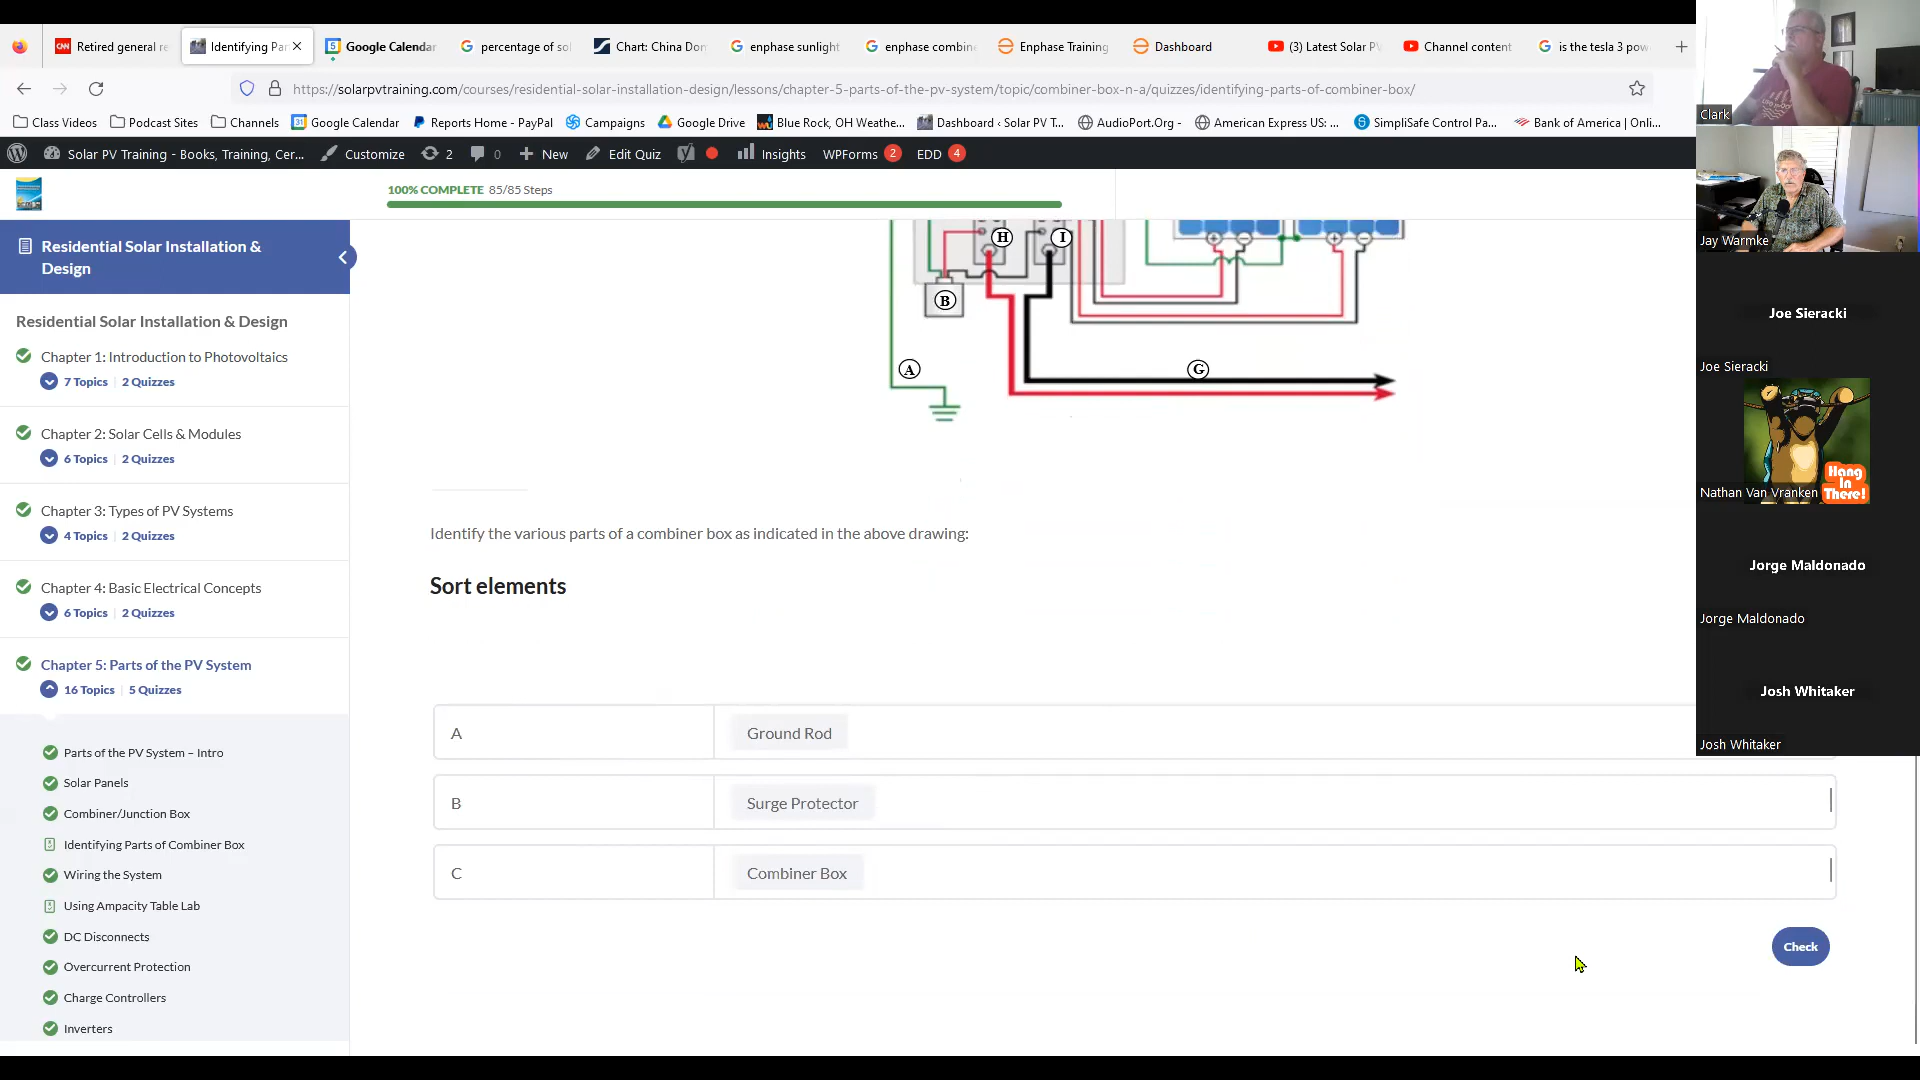 Retired general re
Identifying Par
Google Calendar
percentage of so
Chart: China Dom
enphase sunlight
enphase combine
Enphase Training
Dashboard
(3) Latest Solar PV
Channel content
is the tesla 3 pow
https://solarpvtraining.com/courses/residential-solar-installation-design/lessons/chapter-5-parts-of-the-pv-system/topic/combiner-box-n-a/quizzes/identifying-parts-of-combiner-box/
Class Videos
Podcast Sites
Channels
Google Calendar
Reports Home - PayPal
Campaigns
Google Drive
Blue Rock, OH Weathe...
Dashboard ‹ Solar PV T...
AudioPort.Org -
American Express US: ...
SimpliSafe Control Pa...
Bank of America | Onli...
Solar PV Training - Books, Training, Cer...
Customize
2
0
New
Edit Quiz
Insights
WPForms 2
EDD 4
100% COMPLETE 85/85 Steps
Residential Solar Installation &
Design
Residential Solar Installation & Design
Chapter 1: Introduction to Photovoltaics
7 Topics | 2 Quizzes
Chapter 2: Solar Cells & Modules
6 Topics | 2 Quizzes
Chapter 3: Types of PV Systems
4 Topics | 2 Quizzes
Chapter 4: Basic Electrical Concepts
6 Topics | 2 Quizzes
Chapter 5: Parts of the PV System
16 Topics | 5 Quizzes
Parts of the PV System – Intro
Solar Panels
Combiner/Junction Box
Identifying Parts of Combiner Box
Wiring the System
Using Ampacity Table Lab
DC Disconnects
Overcurrent Protection
Charge Controllers
Inverters
H
I
B
A
G
Identify the various parts of a combiner box as indicated in the above drawing:
Sort elements
A
Ground Rod
B
Surge Protector
C
Combiner Box
Check
Clark
Jay Warmke
Joe Sieracki
Joe Sieracki
Hang
In
There!
Nathan Van Vranken
Jorge Maldonado
Jorge Maldonado
Josh Whitaker
Josh Whitaker